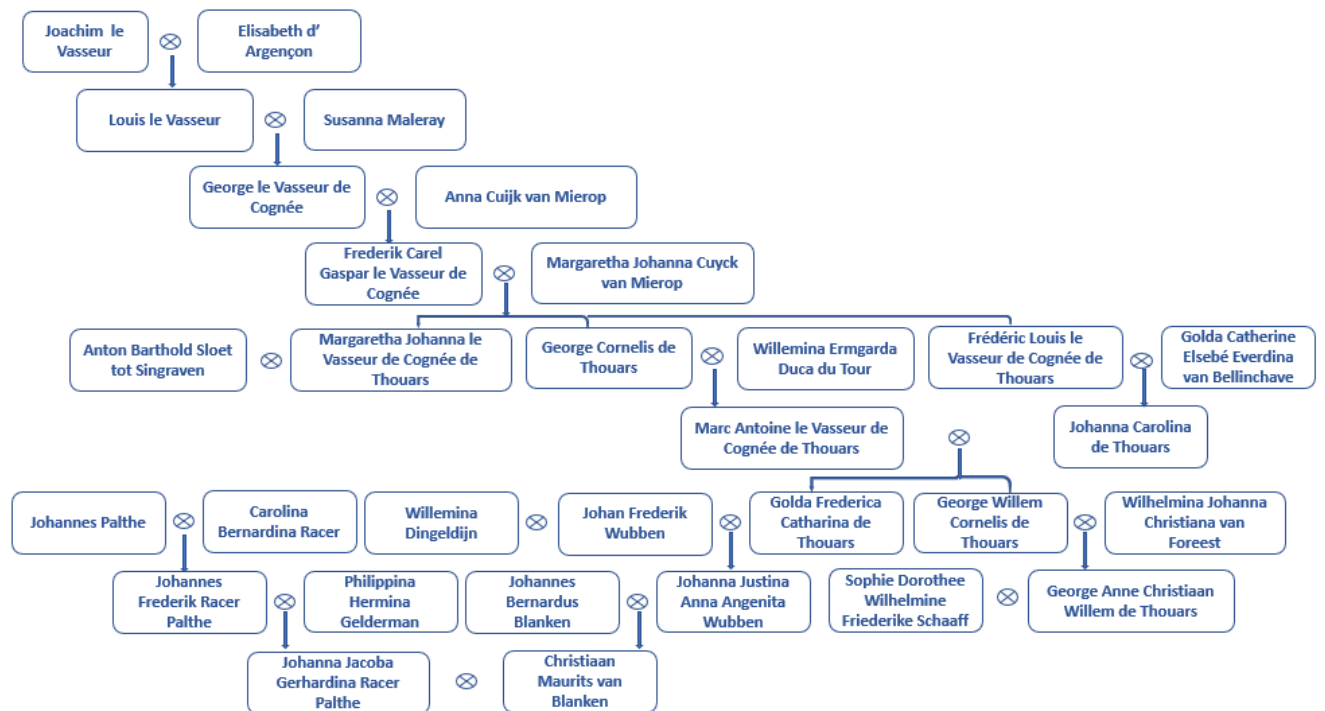 Joachim le
Vasseur
Elisabeth d’
Argençon
Louis le Vasseur
Susanna Maleray
George le Vasseur de
Cognée
Anna Cuijk van Mierop
Frederik Carel
Gaspar le Vasseur de
Cognée
Margaretha Johanna Cuyck
van Mierop
Anton Barthold Sloet
tot Singraven
Margaretha Johanna le
Vasseur de Cognée de
Thouars
George Cornelis de
Thouars
Willemina Ermgarda
Duca du Tour
Frédéric Louis le
Vasseur de Cognée de
Thouars
Golda Catherine
Elsebé Everdina
van Bellinchave
Marc Antoine le Vasseur de
Cognée de Thouars
Johanna Carolina
de Thouars
Johannes Palthe
Carolina
Bernardina Racer
Willemina
Dingeldijn
Johan Frederik
Wubben
Golda Frederica
Catharina de
Thouars
George Willem
Cornelis de
Thouars
Wilhelmina Johanna
Christiana van
Foreest
Johannes
Frederik Racer
Palthe
Philippina
Hermina
Gelderman
Johannes
Bernardus
Blanken
Johanna Justina
Anna Angenita
Wubben
Sophie Dorothee
Wilhelmine
Friederike Schaaff
George Anne Christiaan
Willem de Thouars
Johanna Jacoba
Gerhardina Racer
Palthe
Christiaan
Maurits van
Blanken